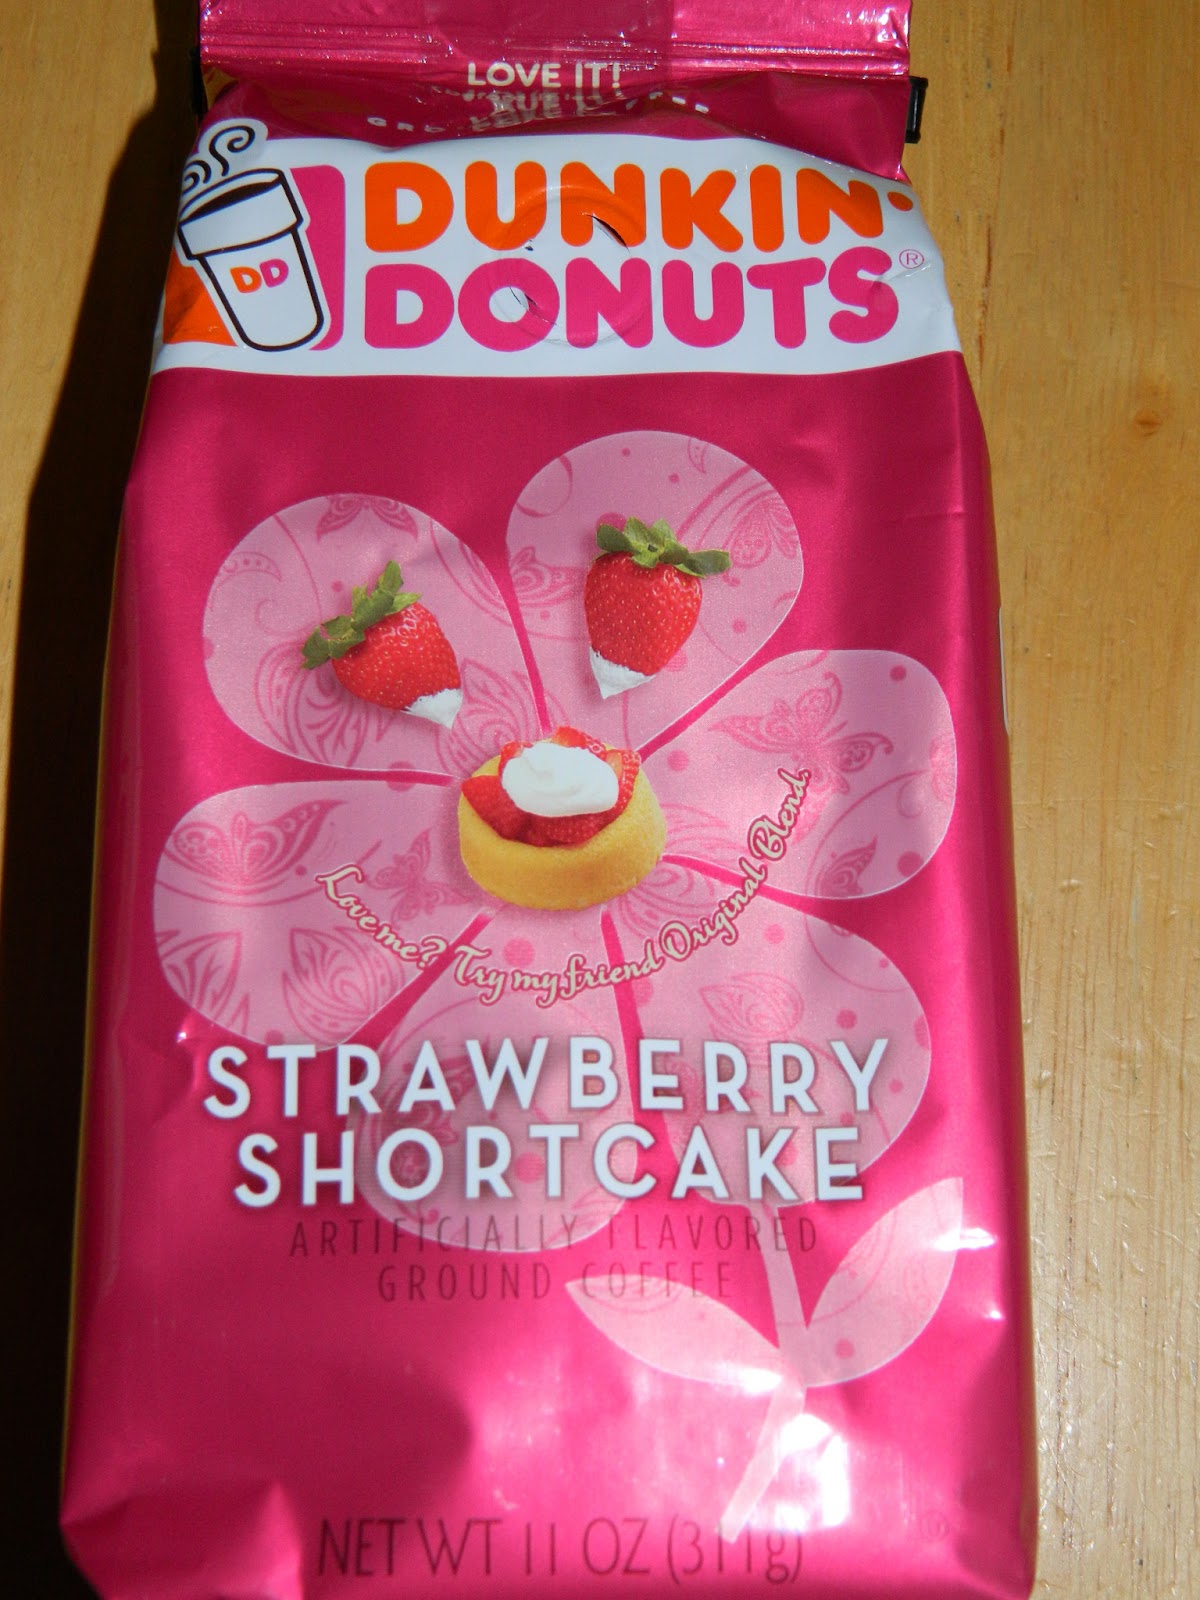 LOVE IT!
DUNKIN'
DONUTS®
DD
Love me? Try my friend Original Blend.
STRAWBERRY
SHORTCAKE
ARTIFICIALLY FLAVORED
GROUND COFFEE
NET WT 11 OZ (311g)